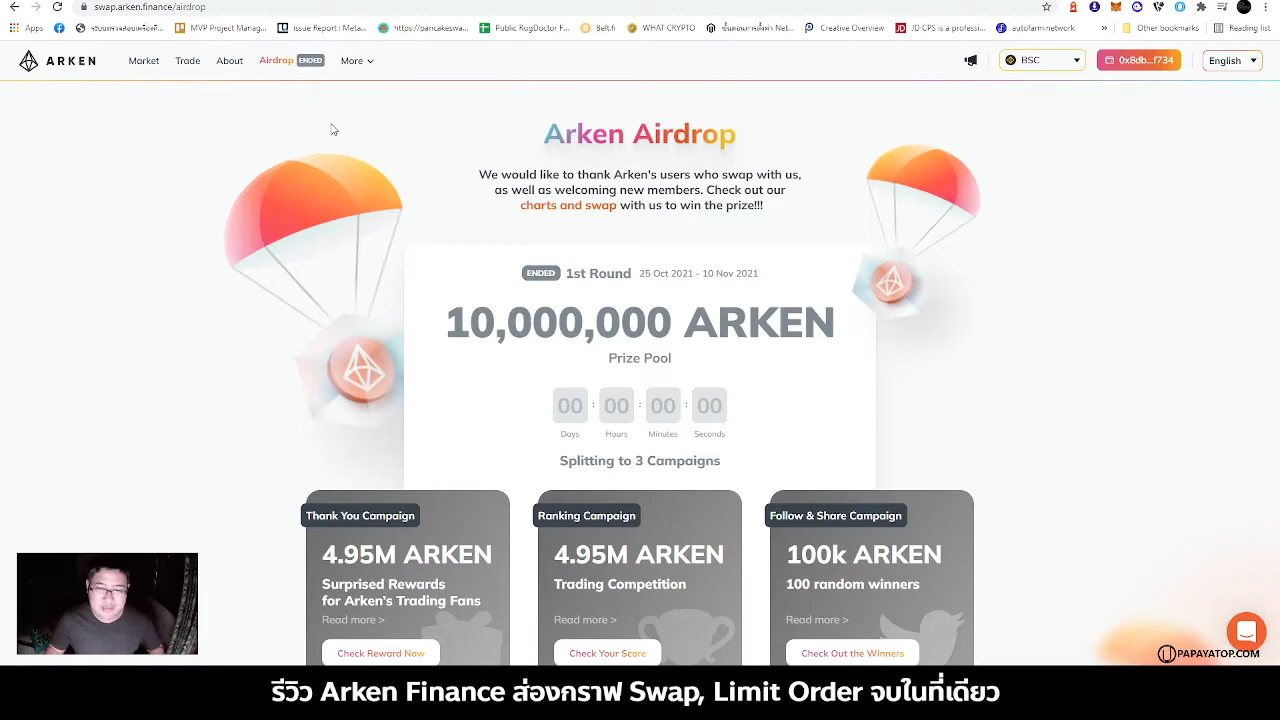 swap.arken.finance/airdrop
Apps
MVP Project Manag...
issue Report : Meta...
https://pancakeswa...
Public RugDoctor F...
Belt.fi
WHAT CRYPTO
Creative Overview
JD CPS is a professi...
autofarm.network
»
Other bookmarks
Reading list
ARKEN
Market
Trade
About
Airdrop ENDED
More
BSC
0x8db...f734
English
Arken Airdrop
We would like to thank Arken's users who swap with us,
as well as welcoming new members. Check out our
charts and swap with us to win the prize!!!
ENDED 1st Round 25 Oct 2021 - 10 Nov 2021
10,000,000 ARKEN
Prize Pool
00 : 00 : 00 : 00
Days Hours Minutes Seconds
Splitting to 3 Campaigns
Thank You Campaign
4.95M ARKEN
Surprised Rewards
for Arken's Trading Fans
Read more >
Check Reward Now
Ranking Campaign
4.95M ARKEN
Trading Competition
Read more >
Check Your Score
Follow & Share Campaign
100k ARKEN
100 random winners
Read more >
Check Out the Winners
PAPAYATOP.COM
รีวิว Arken Finance ส่องกราฟ Swap, Limit Order จบในที่เดียว